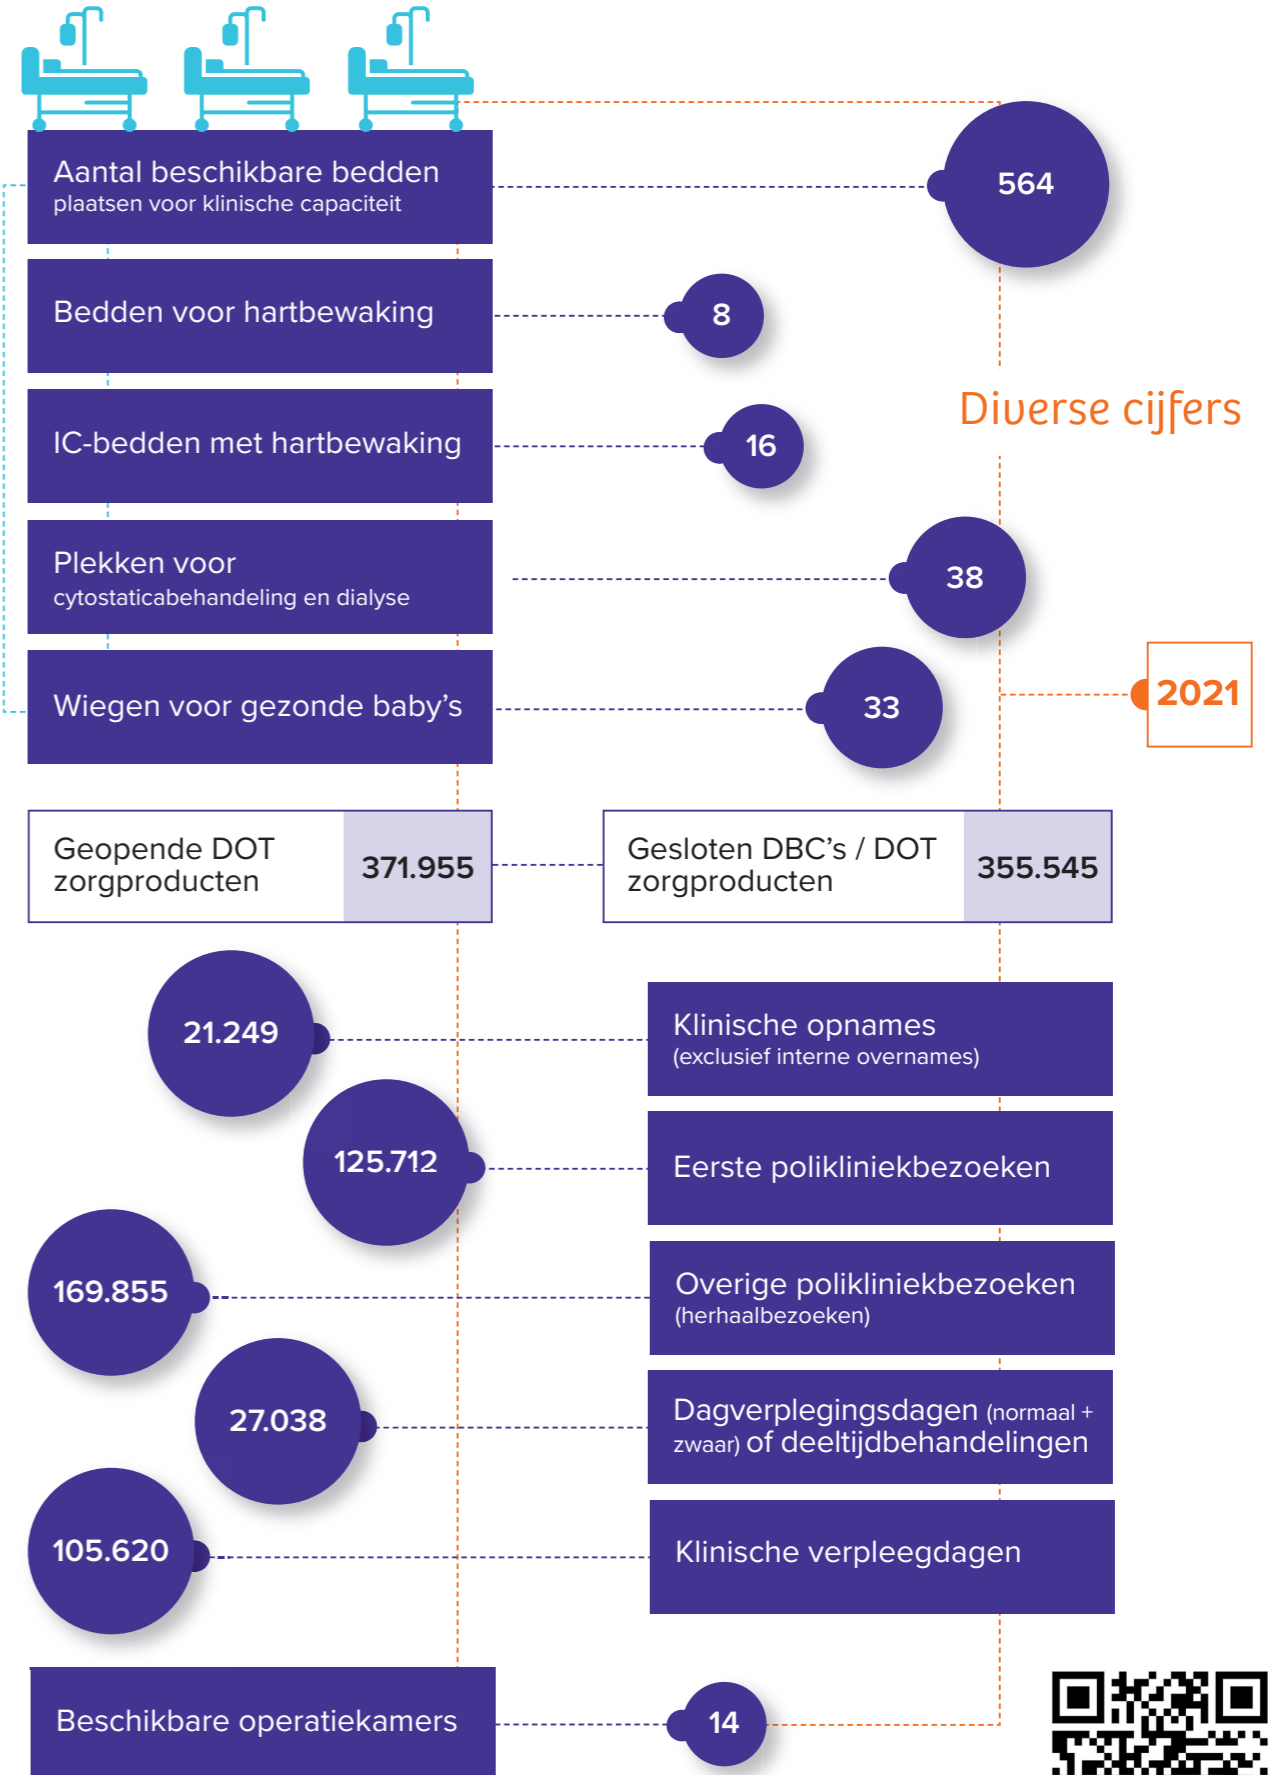 Aantal beschikbare bedden
plaatsen voor klinische capaciteit
564
Bedden voor hartbewaking
8
Diverse cijfers
IC-bedden met hartbewaking
16
Plekken voor
cytostaticabehandeling en dialyse
38
2021
Wiegen voor gezonde baby's
33
Geopende DOT
zorgproducten
371.955
Gesloten DBC's / DOT
zorgproducten
355.545
21.249
Klinische opnames
(exclusief interne overnames)
125.712
Eerste polikliniekbezoeken
169.855
Overige polikliniekbezoeken
(herhaalbezoeken)
27.038
Dagverplegingsdagen (normaal +
zwaar) of deeltijdbehandelingen
105.620
Klinische verpleegdagen
Beschikbare operatiekamers
14